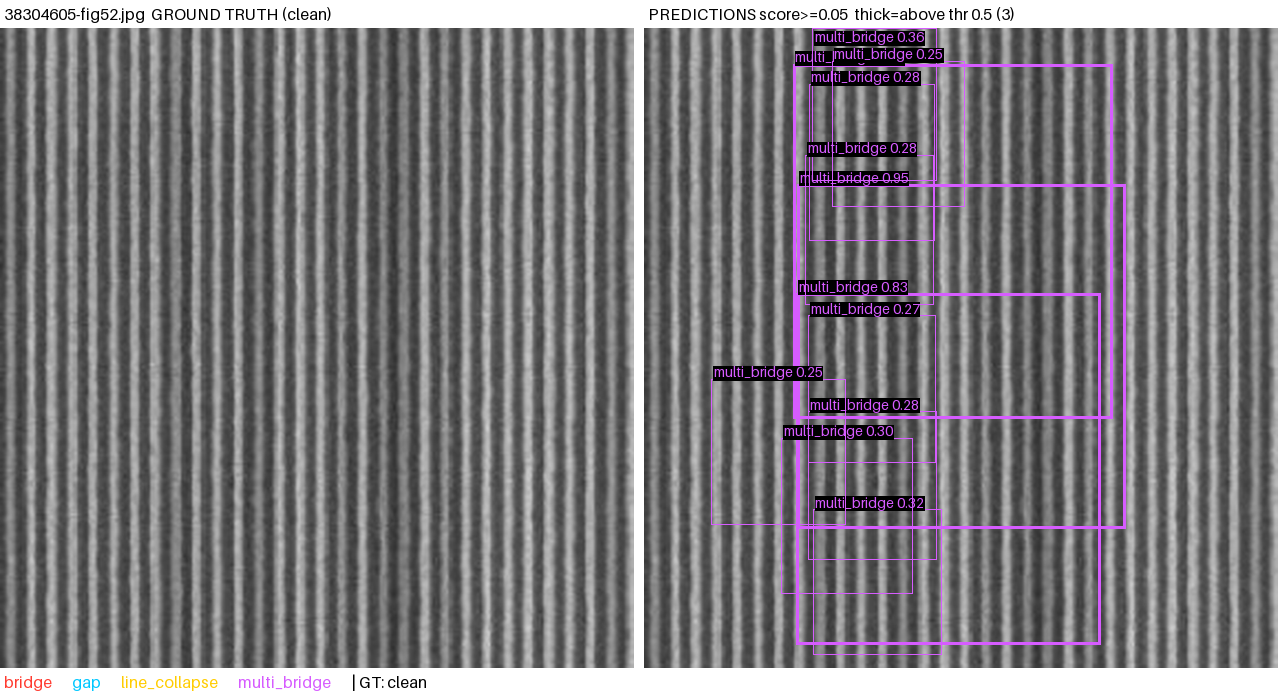 38304605-fig52.jpg GROUND TRUTH (clean)
PREDICTIONS score>=0.05 thick=above thr 0.5 (3)
multi_bridge 0.36
multi_bridge 0.25
multi_bridge 0.28
multi_bridge 0.28
multi_bridge 0.95
multi_bridge 0.83
multi_bridge 0.27
multi_bridge 0.25
multi_bridge 0.28
multi_bridge 0.30
multi_bridge 0.32
bridge gap line_collapse multi_bridge | GT: clean